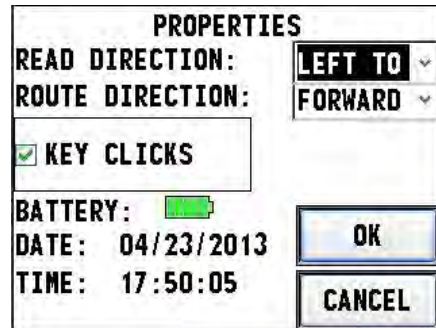 PROPERTIES
READ DIRECTION: LEFT TO
ROUTE DIRECTION: FORWARD
KEY CLICKS
BATTERY:
DATE: 04/23/2013 OK
TIME: 17:50:05
CANCEL